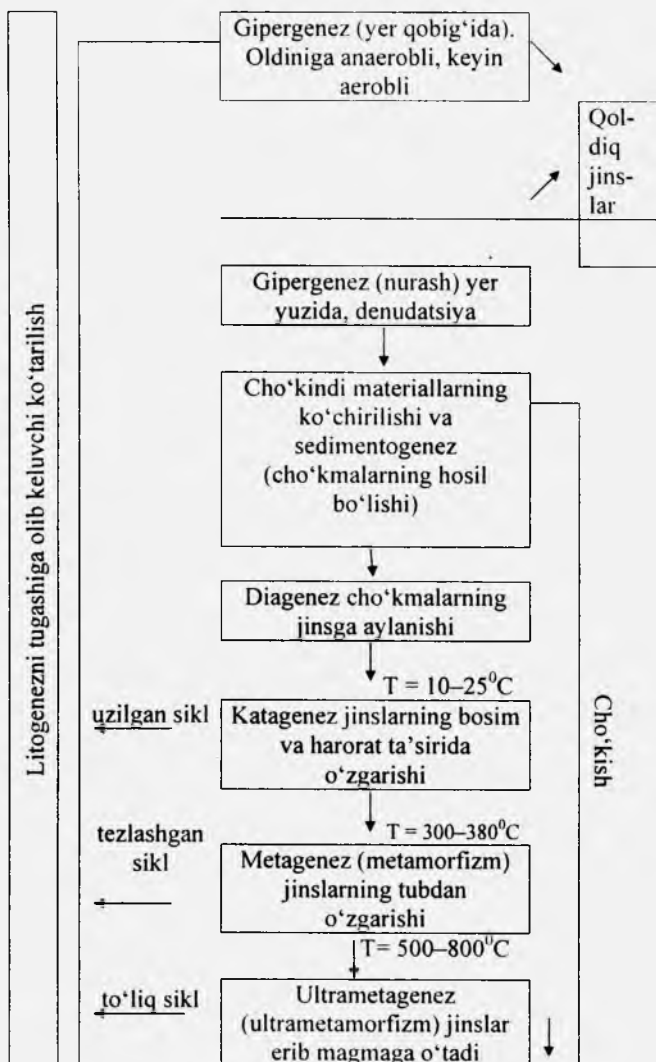 Gipergenez (yer qobig‘ida).
Oldiniga anaerobli, keyin
aerobli
Qol-
diq
jins-
lar
Gipergenez (nurash) yer
yuzida, denudatsiya
Cho‘kindi materiallarning
ko‘chirilishi va
sedimentogenez
(cho‘kmalarning hosil
bo‘lishi)
Diagenez cho‘kmalarning
jinsga aylanishi
T = 10–25⁰C
uzilgan sikl
Katagenez jinslarning bosim
va harorat ta’sirida
o‘zgarishi
T = 300–380⁰C
tezlashgan
sikl
Metagenez (metamorfizm)
jinslarning tubdan
o‘zgarishi
T= 500–800⁰C
to‘liq sikl
Ultrametagenez
(ultrametamorfizm) jinslar
erib magmaga o‘tadi
Litogenezni tugashiga olib keluvchi ko‘tarilish
Cho‘kish